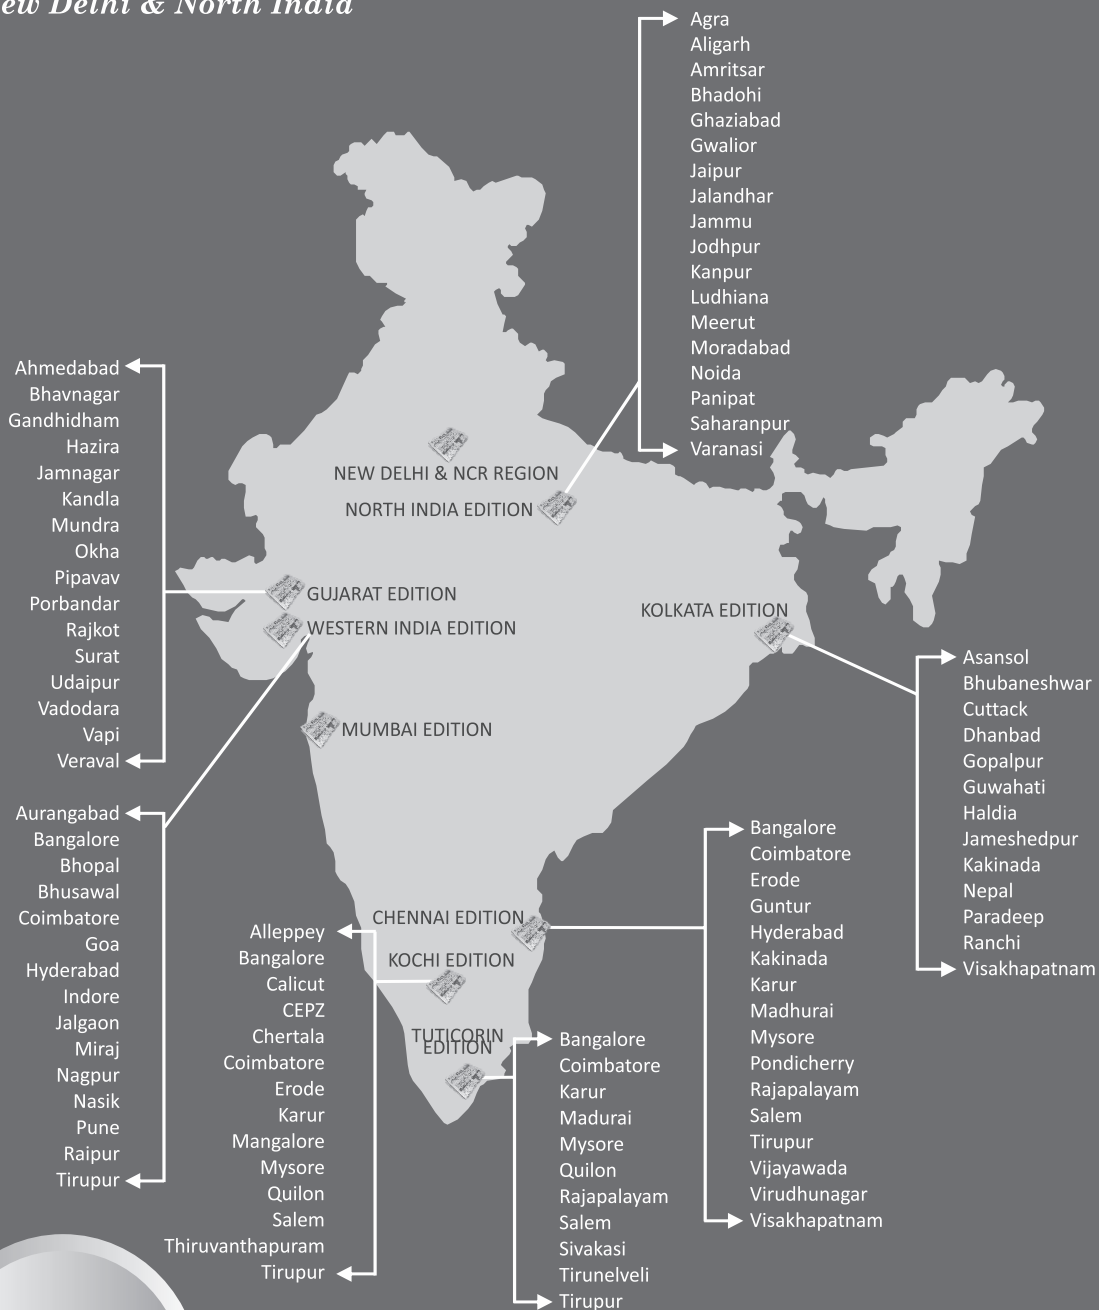 ew Delhi & North India
Agra
Aligarh
Amritsar
Bhadohi
Ghaziabad
Gwalior
Jaipur
Jalandhar
Jammu
Jodhpur
Kanpur
Ludhiana
Meerut
Moradabad
Noida
Panipat
Saharanpur
Varanasi
Ahmedabad
Bhavnagar
Gandhidham
Hazira
Jamnagar
Kandla
Mundra
Okha
Pipavav
Porbandar
Rajkot
Surat
Udaipur
Vadodara
Vapi
Veraval
NEW DELHI & NCR REGION
NORTH INDIA EDITION
GUJARAT EDITION
WESTERN INDIA EDITION
KOLKATA EDITION
MUMBAI EDITION
Asansol
Bhubaneshwar
Cuttack
Dhanbad
Gopalpur
Guwahati
Haldia
Jameshedpur
Kakinada
Nepal
Paradeep
Ranchi
Visakhapatnam
Aurangabad
Bangalore
Bhopal
Bhusawal
Coimbatore
Goa
Hyderabad
Indore
Jalgaon
Miraj
Nagpur
Nasik
Pune
Raipur
Tirupur
CHENNAI EDITION
KOCHI EDITION
TUTICORIN
EDITION
Alleppey
Bangalore
Calicut
CEPZ
Chertala
Coimbatore
Erode
Karur
Mangalore
Mysore
Quilon
Salem
Thiruvanthapuram
Tirupur
Bangalore
Coimbatore
Karur
Madurai
Mysore
Quilon
Rajapalayam
Salem
Sivakasi
Tirunelveli
Tirupur
Bangalore
Coimbatore
Erode
Guntur
Hyderabad
Kakinada
Karur
Madhurai
Mysore
Pondicherry
Rajapalayam
Salem
Tirupur
Vijayawada
Virudhunagar
Visakhapatnam